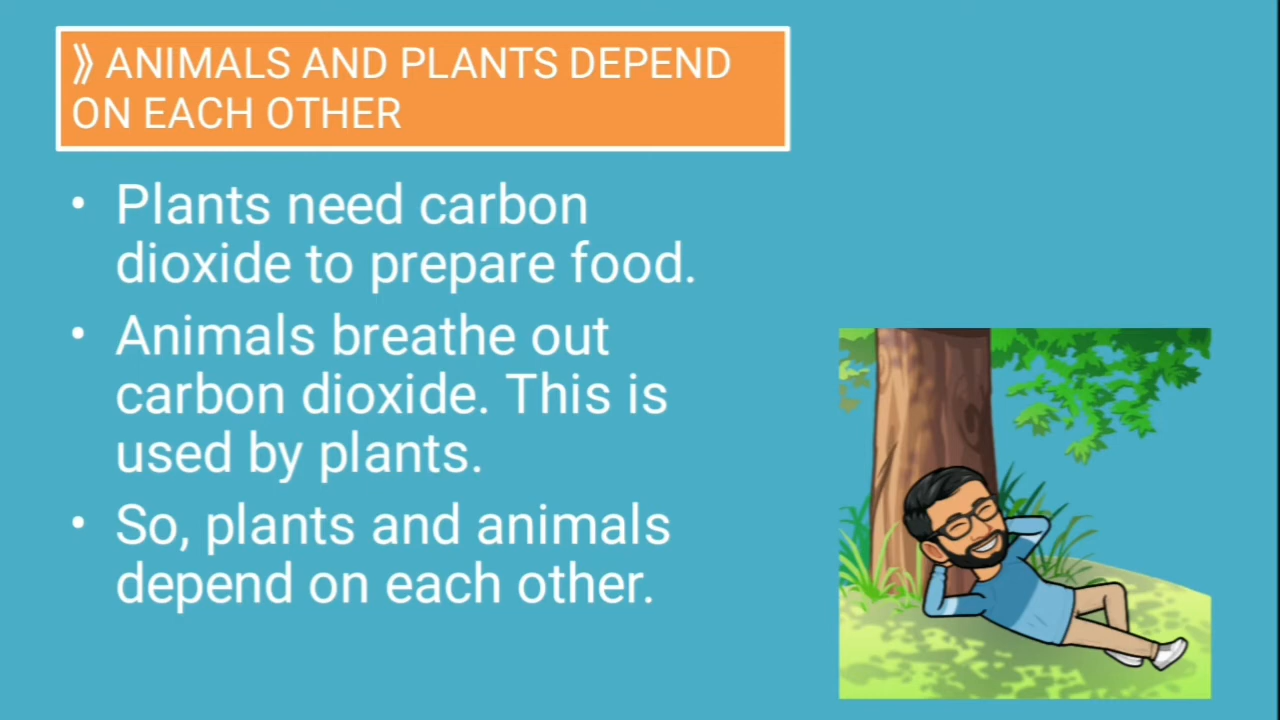 ⟫ ANIMALS AND PLANTS DEPEND
ON EACH OTHER
• Plants need carbon
dioxide to prepare food.
• Animals breathe out
carbon dioxide. This is
used by plants.
• So, plants and animals
depend on each other.